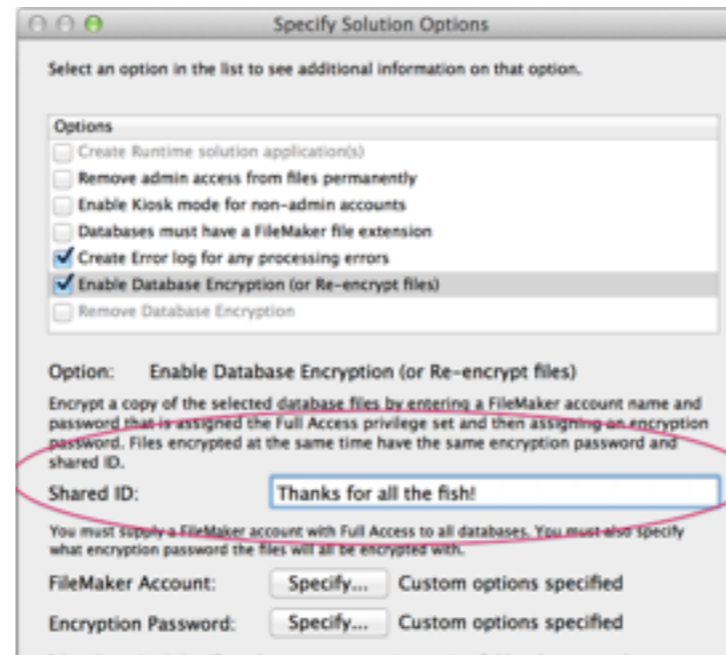 Specify Solution Options
Select an option in the list to see additional information on that option.
Options
Create Runtime solution application(s)
Remove admin access from files permanently
Enable Kiosk mode for non-admin accounts
Databases must have a FileMaker file extension
Create Error log for any processing errors
Enable Database Encryption (or Re-encrypt files)
Remove Database Encryption
Option: Enable Database Encryption (or Re-encrypt files)
Encrypt a copy of the selected database files by entering a FileMaker account name and
password that is assigned the Full Access privilege set and then assigning an encryption
password. Files encrypted at the same time have the same encryption password and
shared ID.
Shared ID: Thanks for all the fish!
You must supply a FileMaker account with Full Access to all databases. You must also specify
what encryption password the files will all be encrypted with.
FileMaker Account: Specify... Custom options specified
Encryption Password: Specify... Custom options specified